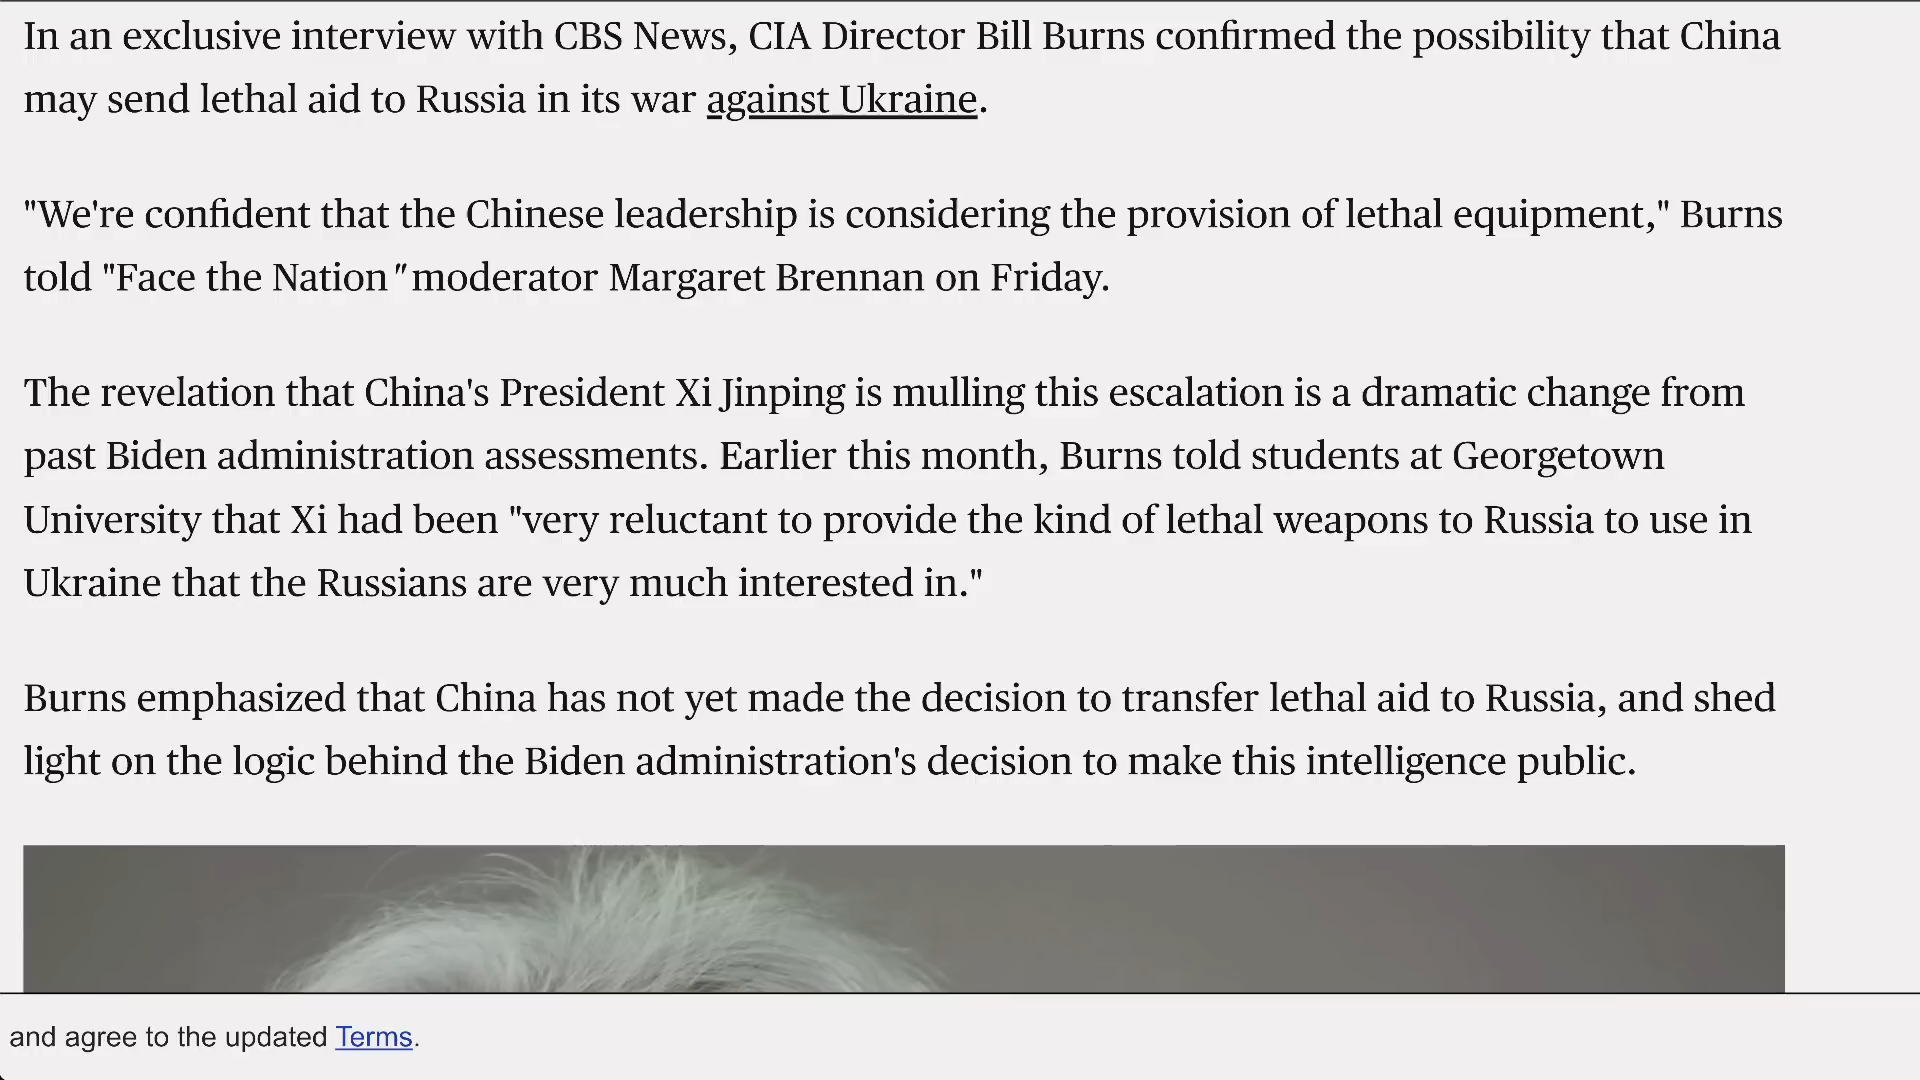 In an exclusive interview with CBS News, CIA Director Bill Burns confirmed the possibility that China
may send lethal aid to Russia in its war against Ukraine.
"We're confident that the Chinese leadership is considering the provision of lethal equipment," Burns
told "Face the Nation" moderator Margaret Brennan on Friday.
The revelation that China's President Xi Jinping is mulling this escalation is a dramatic change from
past Biden administration assessments. Earlier this month, Burns told students at Georgetown
University that Xi had been "very reluctant to provide the kind of lethal weapons to Russia to use in
Ukraine that the Russians are very much interested in."
Burns emphasized that China has not yet made the decision to transfer lethal aid to Russia, and shed
light on the logic behind the Biden administration's decision to make this intelligence public.
and agree to the updated Terms.